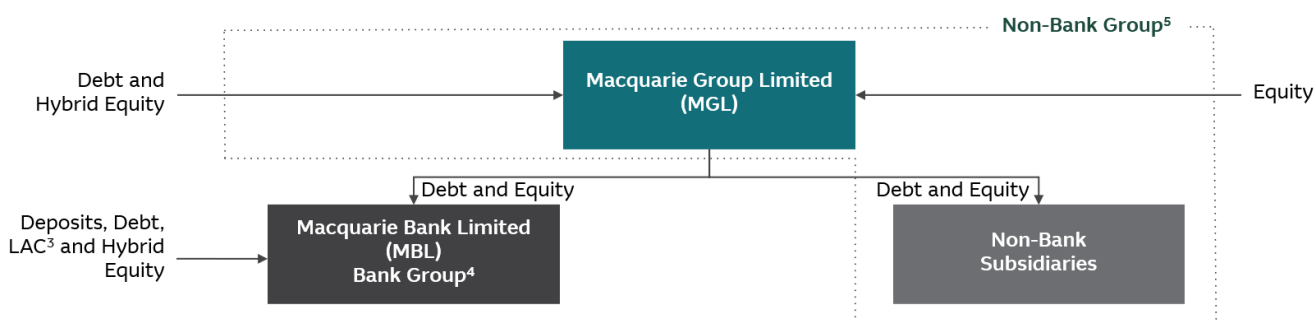 Non-Bank Group⁵
Debt and
Hybrid Equity
Macquarie Group Limited
(MGL)
Equity
Debt and Equity
Debt and Equity
Deposits, Debt,
LAC³ and Hybrid
Equity
Macquarie Bank Limited
(MBL)
Bank Group⁴
Non-Bank
Subsidiaries